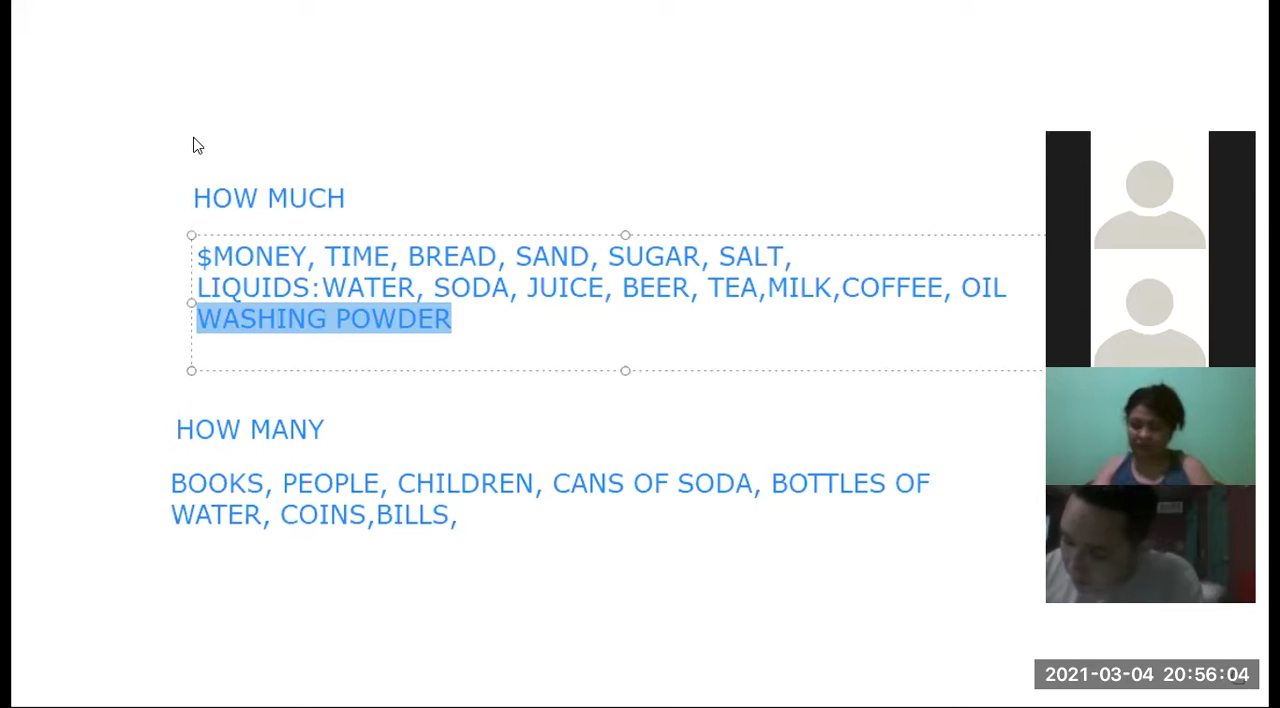 HOW MUCH
$MONEY, TIME, BREAD, SAND, SUGAR, SALT,
LIQUIDS:WATER, SODA, JUICE, BEER, TEA,MILK,COFFEE, OIL
WASHING POWDER
HOW MANY
BOOKS, PEOPLE, CHILDREN, CANS OF SODA, BOTTLES OF
WATER, COINS,BILLS,
2021-03-04 20:56:04